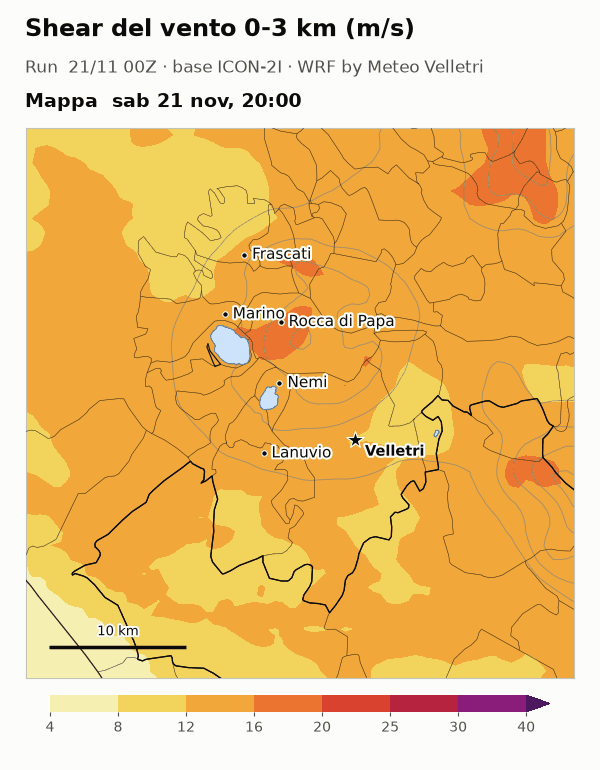 Shear del vento 0-3 km (m/s)
Run  21/11 00Z · base ICON-2I · WRF by Meteo Velletri
Mappa  sab 21 nov, 20:00
Frascati
Marino
Rocca di Papa
Nemi
Velletri
Lanuvio
10 km
4 8 12 16 20 25 30 40